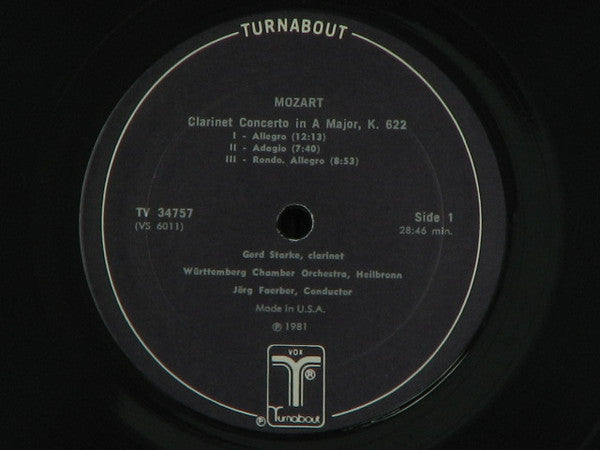 TURNABOUT
MOZART
Clarinet Concerto in A Major, K. 622
I - Allegro (12:13)
II - Adagio (7:40)
III - Rondo. Allegro (8:53)
TV 34757
(VS 6011)
Side 1
28:46 min.
Gerd Starke, clarinet
Württemberg Chamber Orchestra, Heilbronn
Jörg Faerber, Conductor
Made in U.S.A.
℗ 1981
VOX
T®
℗ Turnabout